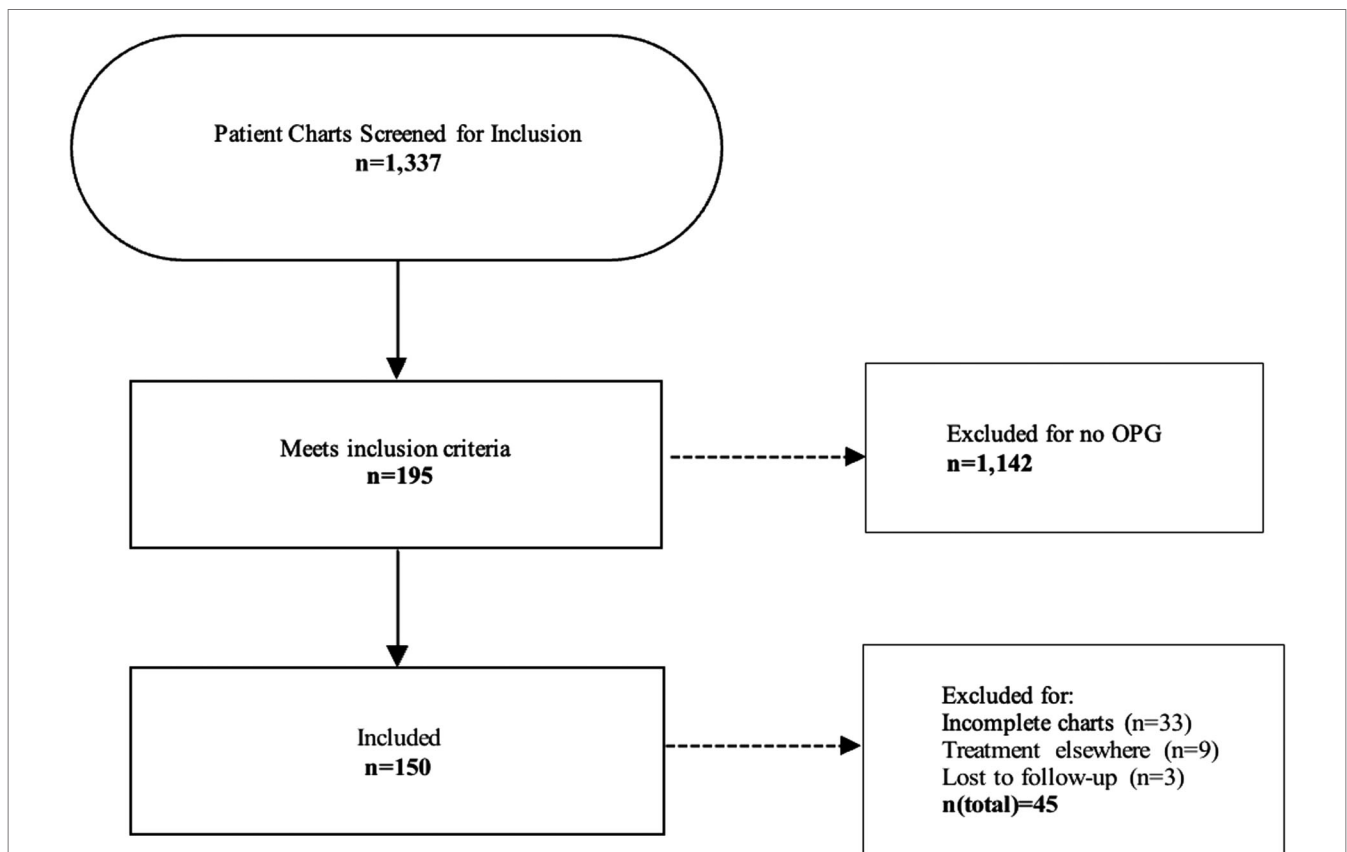 Patient Charts Screened for Inclusion
n=1,337
Meets inclusion criteria
n=195
Excluded for no OPG
n=1,142
Included
n=150
Excluded for:
Incomplete charts (n=33)
Treatment elsewhere (n=9)
Lost to follow-up (n=3)
n(total)=45